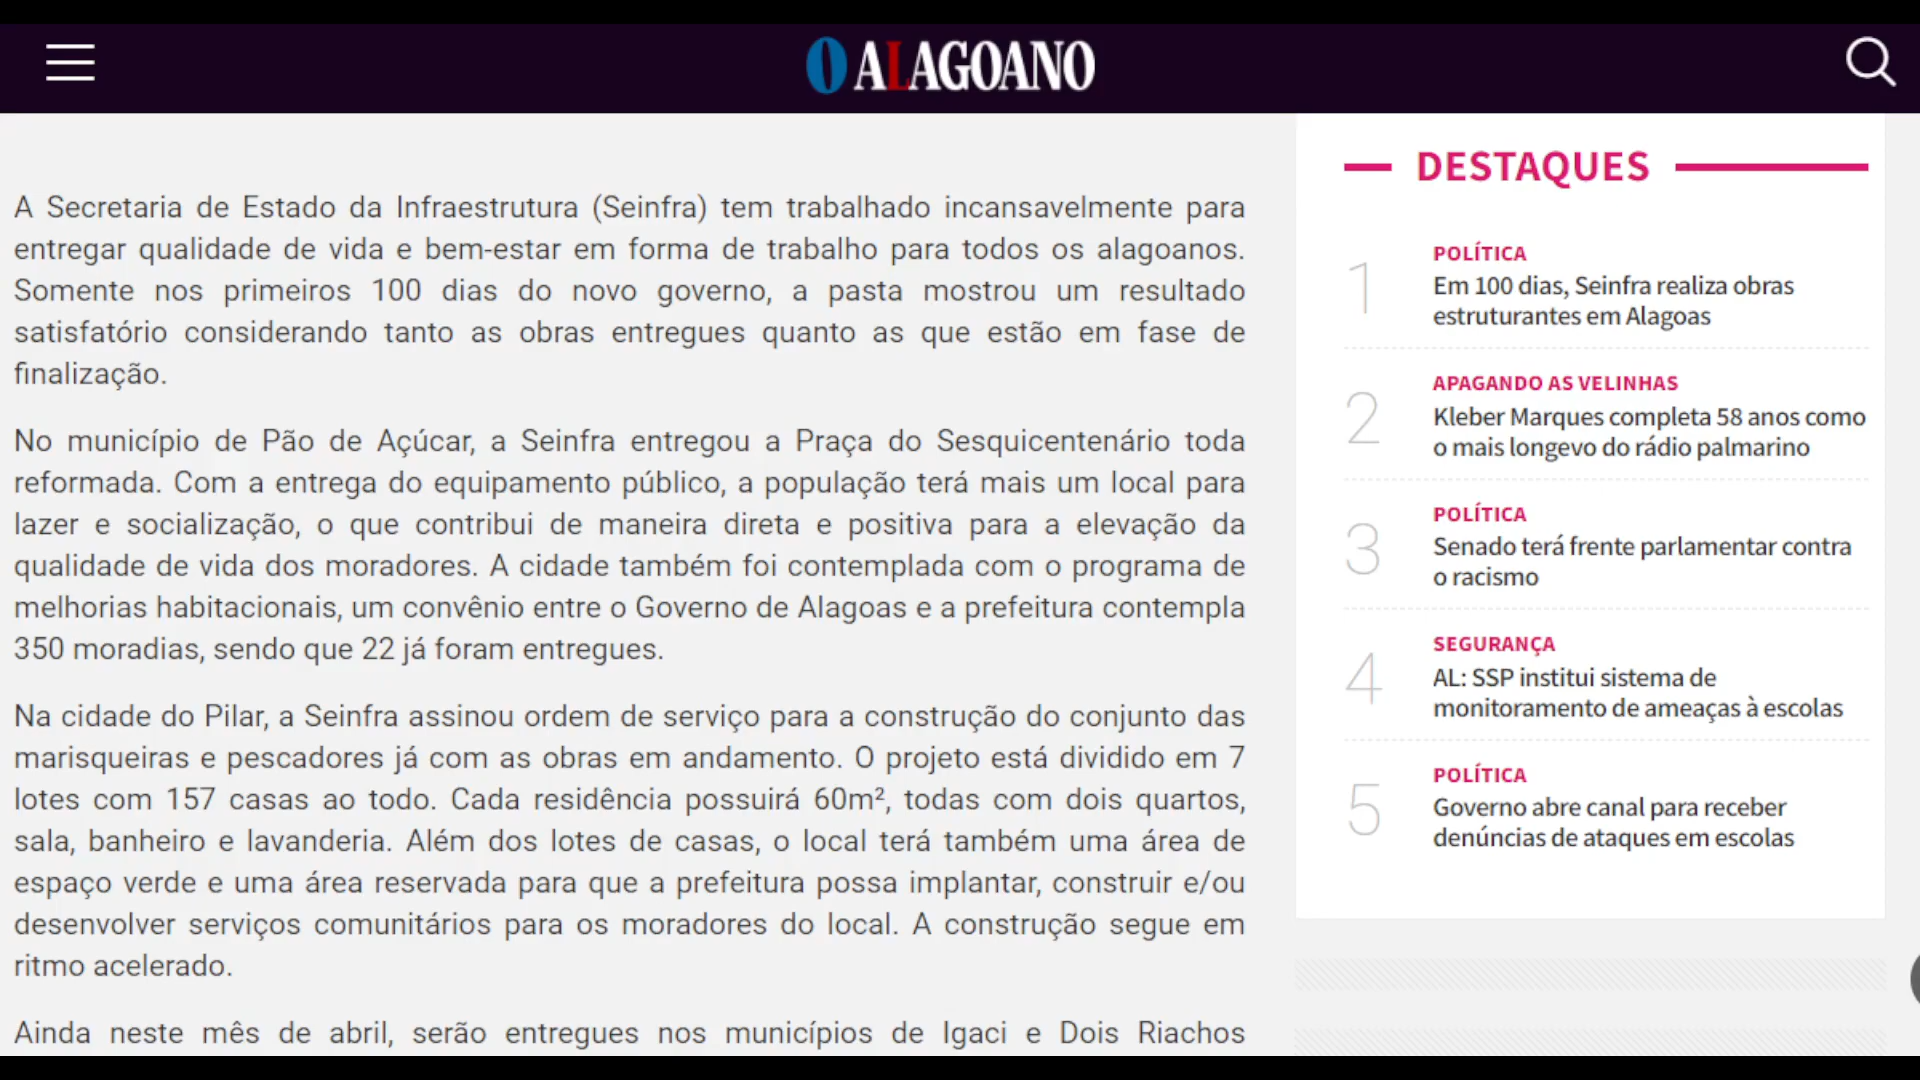 O ALAGOANO
A Secretaria de Estado da Infraestrutura (Seinfra) tem trabalhado incansavelmente para
entregar qualidade de vida e bem-estar em forma de trabalho para todos os alagoanos.
Somente nos primeiros 100 dias do novo governo, a pasta mostrou um resultado
satisfatório considerando tanto as obras entregues quanto as que estão em fase de
finalização.
No município de Pão de Açúcar, a Seinfra entregou a Praça do Sesquicentenário toda
reformada. Com a entrega do equipamento público, a população terá mais um local para
lazer e socialização, o que contribui de maneira direta e positiva para a elevação da
qualidade de vida dos moradores. A cidade também foi contemplada com o programa de
melhorias habitacionais, um convênio entre o Governo de Alagoas e a prefeitura contempla
350 moradias, sendo que 22 já foram entregues.
Na cidade do Pilar, a Seinfra assinou ordem de serviço para a construção do conjunto das
marisqueiras e pescadores já com as obras em andamento. O projeto está dividido em 7
lotes com 157 casas ao todo. Cada residência possuirá 60m², todas com dois quartos,
sala, banheiro e lavanderia. Além dos lotes de casas, o local terá também uma área de
espaço verde e uma área reservada para que a prefeitura possa implantar, construir e/ou
desenvolver serviços comunitários para os moradores do local. A construção segue em
ritmo acelerado.
Ainda neste mês de abril, serão entregues nos municípios de Igaci e Dois Riachos
DESTAQUES
1
POLÍTICA
Em 100 dias, Seinfra realiza obras
estruturantes em Alagoas
2
APAGANDO AS VELINHAS
Kleber Marques completa 58 anos como
o mais longevo do rádio palmarino
3
POLÍTICA
Senado terá frente parlamentar contra
o racismo
4
SEGURANÇA
AL: SSP institui sistema de
monitoramento de ameaças à escolas
5
POLÍTICA
Governo abre canal para receber
denúncias de ataques em escolas